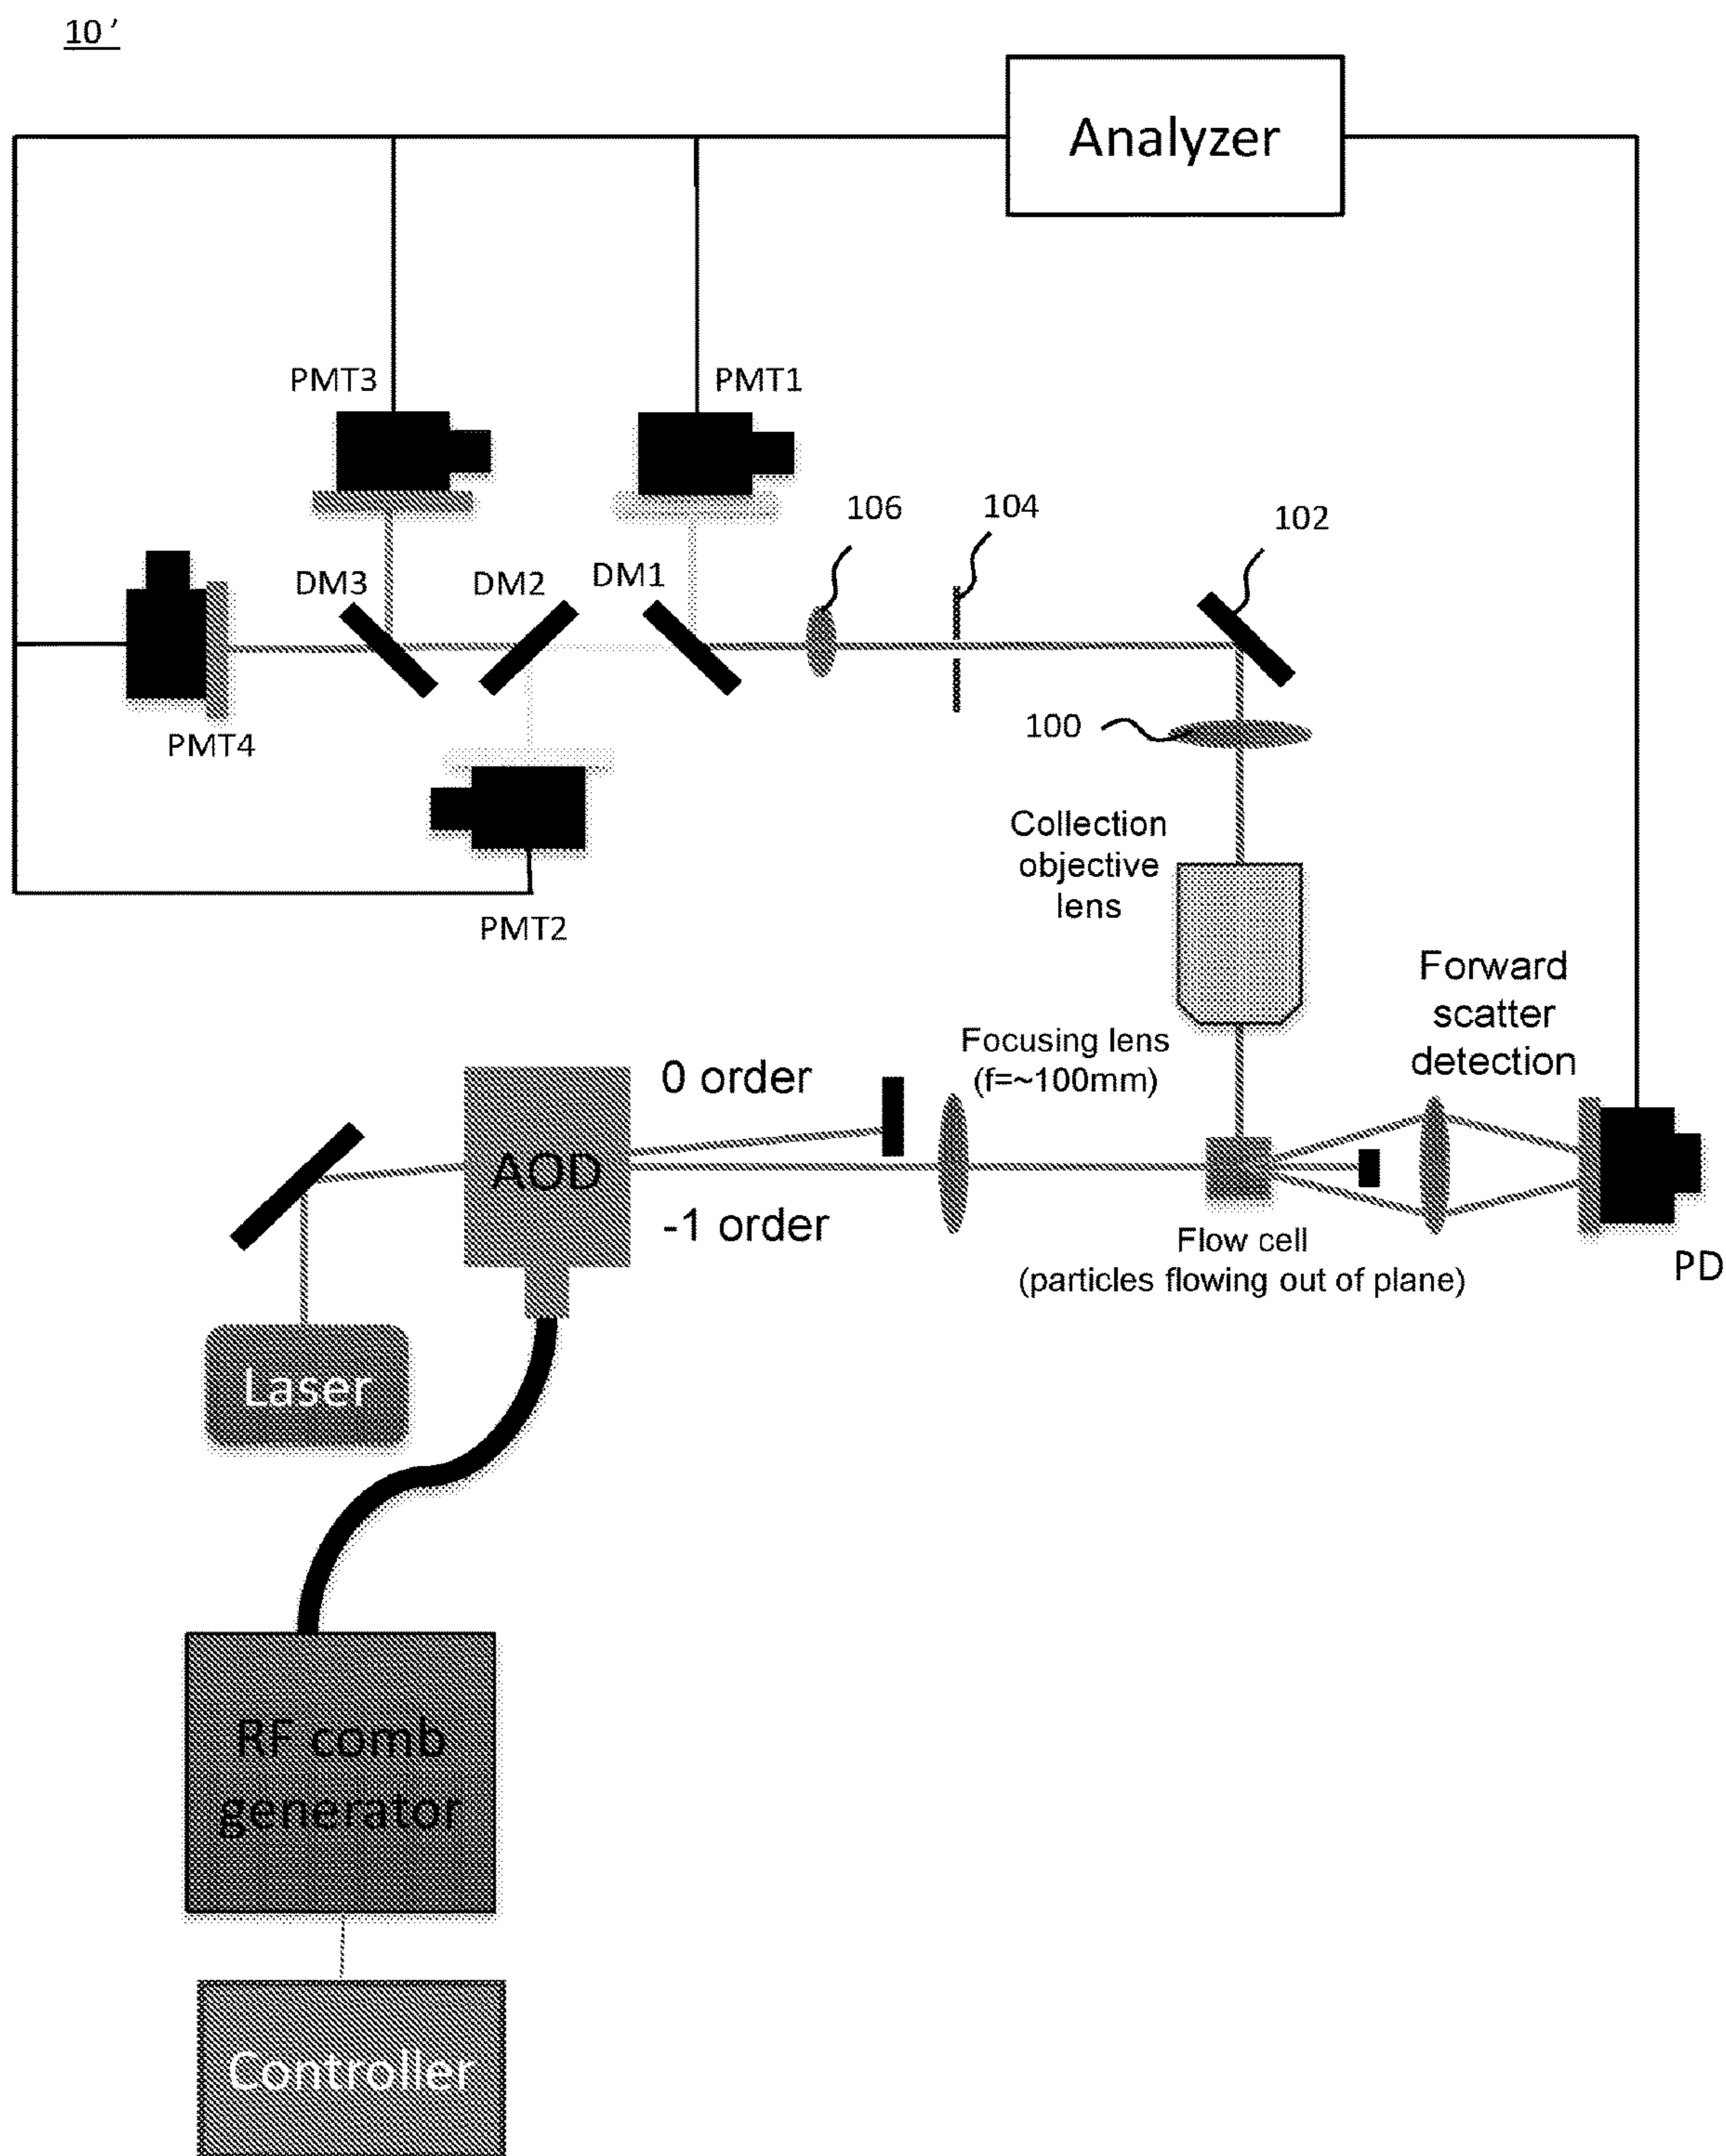 10 ’
Analyzer
PMT3
PMT1
106
104
102
DM3
DM2
DM1
100
PMT4
Collection
objective
lens
PMT2
Forward
scatter
detection
Focusing lens
(f=~100mm)
0 order
AOD
-1 order
Flow cell
(particles flowing out of plane)
PD
Laser
RF comb
generator
Controller